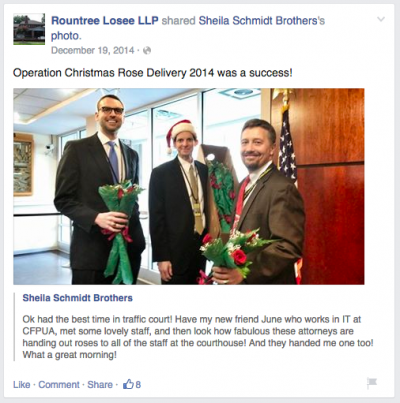 Rountree Losee LLP shared Sheila Schmidt Brothers's
photo.
December 19, 2014 ·
Operation Christmas Rose Delivery 2014 was a success!
Sheila Schmidt Brothers
Ok had the best time in traffic court! Have my new friend June who works in IT at
CFPUA, met some lovely staff, and then look how fabulous these attorneys are
handing out roses to all of the staff at the courthouse! And they handed me one too!
What a great morning!
Like · Comment · Share · 8